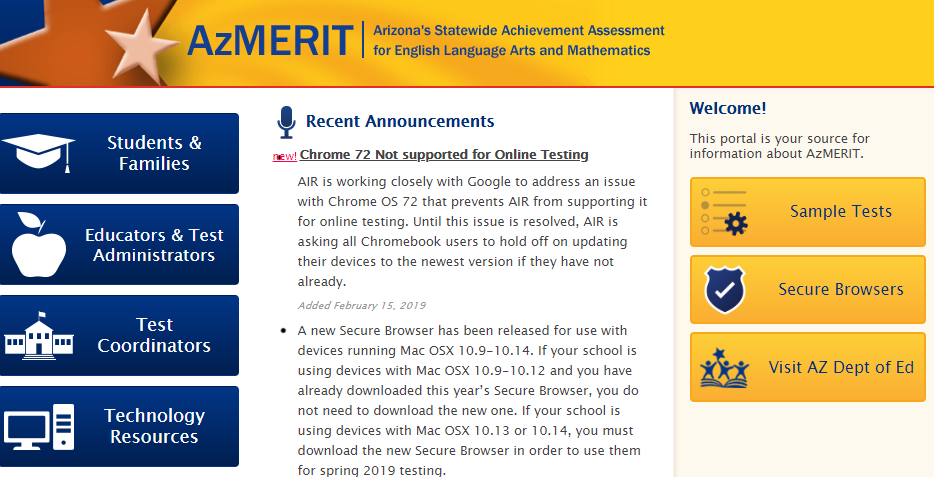 AzMERIT
Arizona's Statewide Achievement Assessment
for English Language Arts and Mathematics
Students &
Families
Educators & Test
Administrators
Test
Coordinators
Technology
Resources
Recent Announcements
new! Chrome 72 Not supported for Online Testing
AIR is working closely with Google to address an issue
with Chrome OS 72 that prevents AIR from supporting it
for online testing. Until this issue is resolved, AIR is
asking all Chromebook users to hold off on updating
their devices to the newest version if they have not
already.
Added February 15, 2019
A new Secure Browser has been released for use with
devices running Mac OSX 10.9-10.14. If your school is
using devices with Mac OSX 10.9-10.12 and you have
already downloaded this year's Secure Browser, you do
not need to download the new one. If your school is
using devices with Mac OSX 10.13 or 10.14, you must
download the new Secure Browser in order to use them
for spring 2019 testing.
Welcome!
This portal is your source for
information about AzMERIT.
Sample Tests
Secure Browsers
Visit AZ Dept of Ed